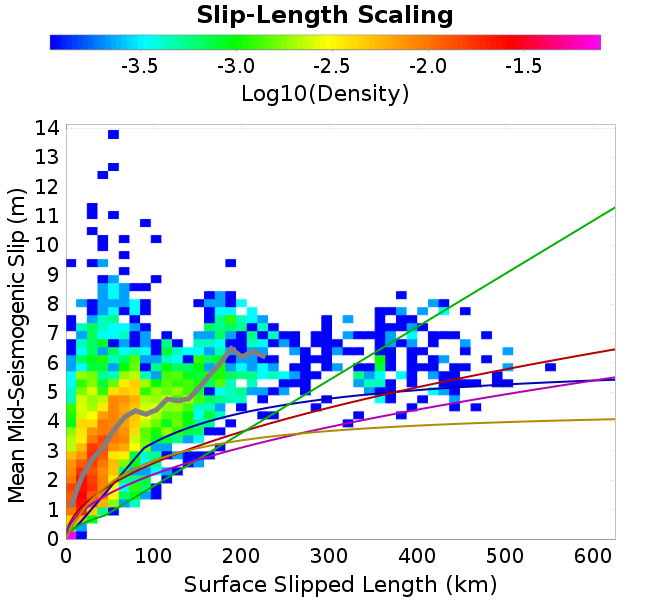 Slip-Length Scaling
-3.5 -3.0 -2.5 -2.0 -1.5
Log10(Density)
Mean Mid-Seismogenic Slip (m)
14
13
12
11
10
9
8
7
6
5
4
3
2
1
0
0 100 200 300 400 500 600
Surface Slipped Length (km)